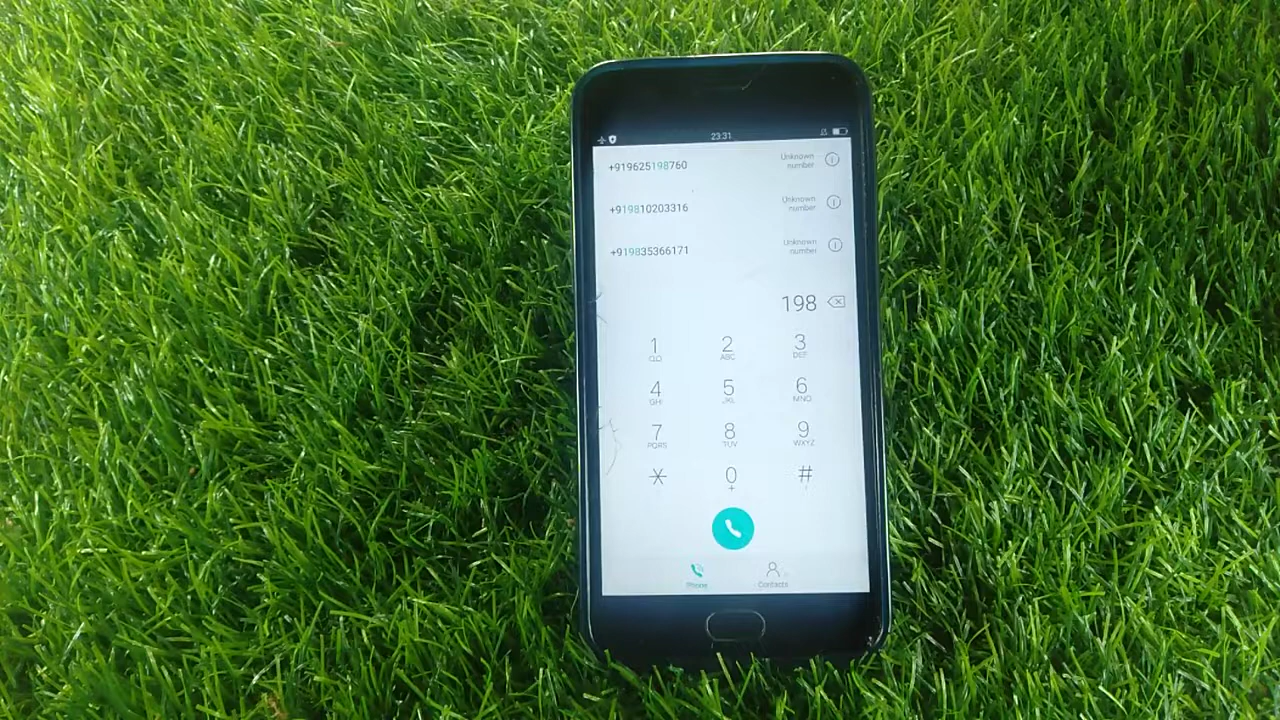 23:31
+919625198760 Unknown number
+919810203316 Unknown number
+919835366171 Unknown number
198
1 2 3
ABC DEF
4 5 6
GHI JKL MNO
7 8 9
PQRS TUV WXYZ
* 0 #
+
Phone Contacts